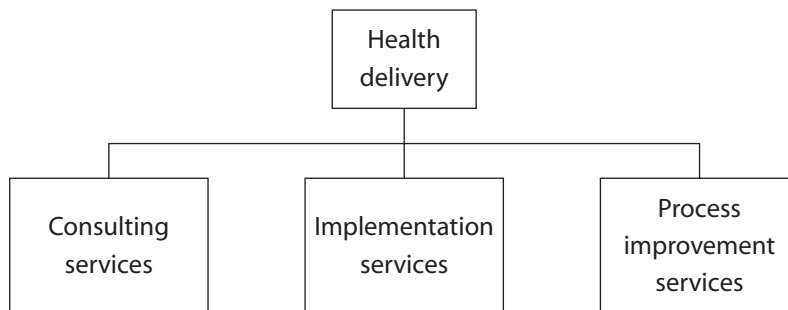 Health
delivery
Consulting
services
Implementation
services
Process
improvement
services